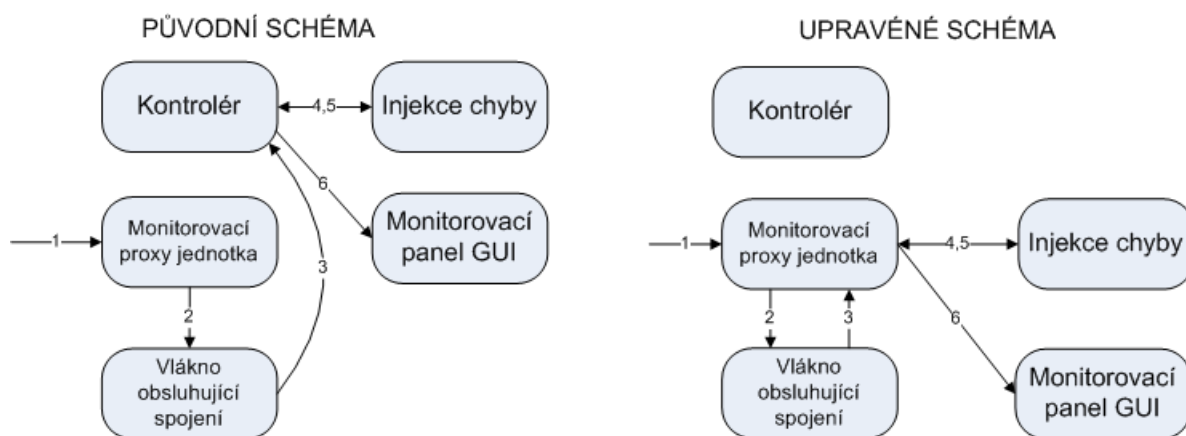 PŮVODNÍ SCHÉMA
Kontrolér
4,5
Injekce chyby
6
Monitorovací
proxy jednotka
1
Monitorovací
panel GUI
3
2
Vlákno
obsluhující
spojení
UPRAVÉNÉ SCHÉMA
Kontrolér
1
Monitorovací
proxy jednotka
4,5
Injekce chyby
2
3
6
Vlákno
obsluhující
spojení
Monitorovací
panel GUI